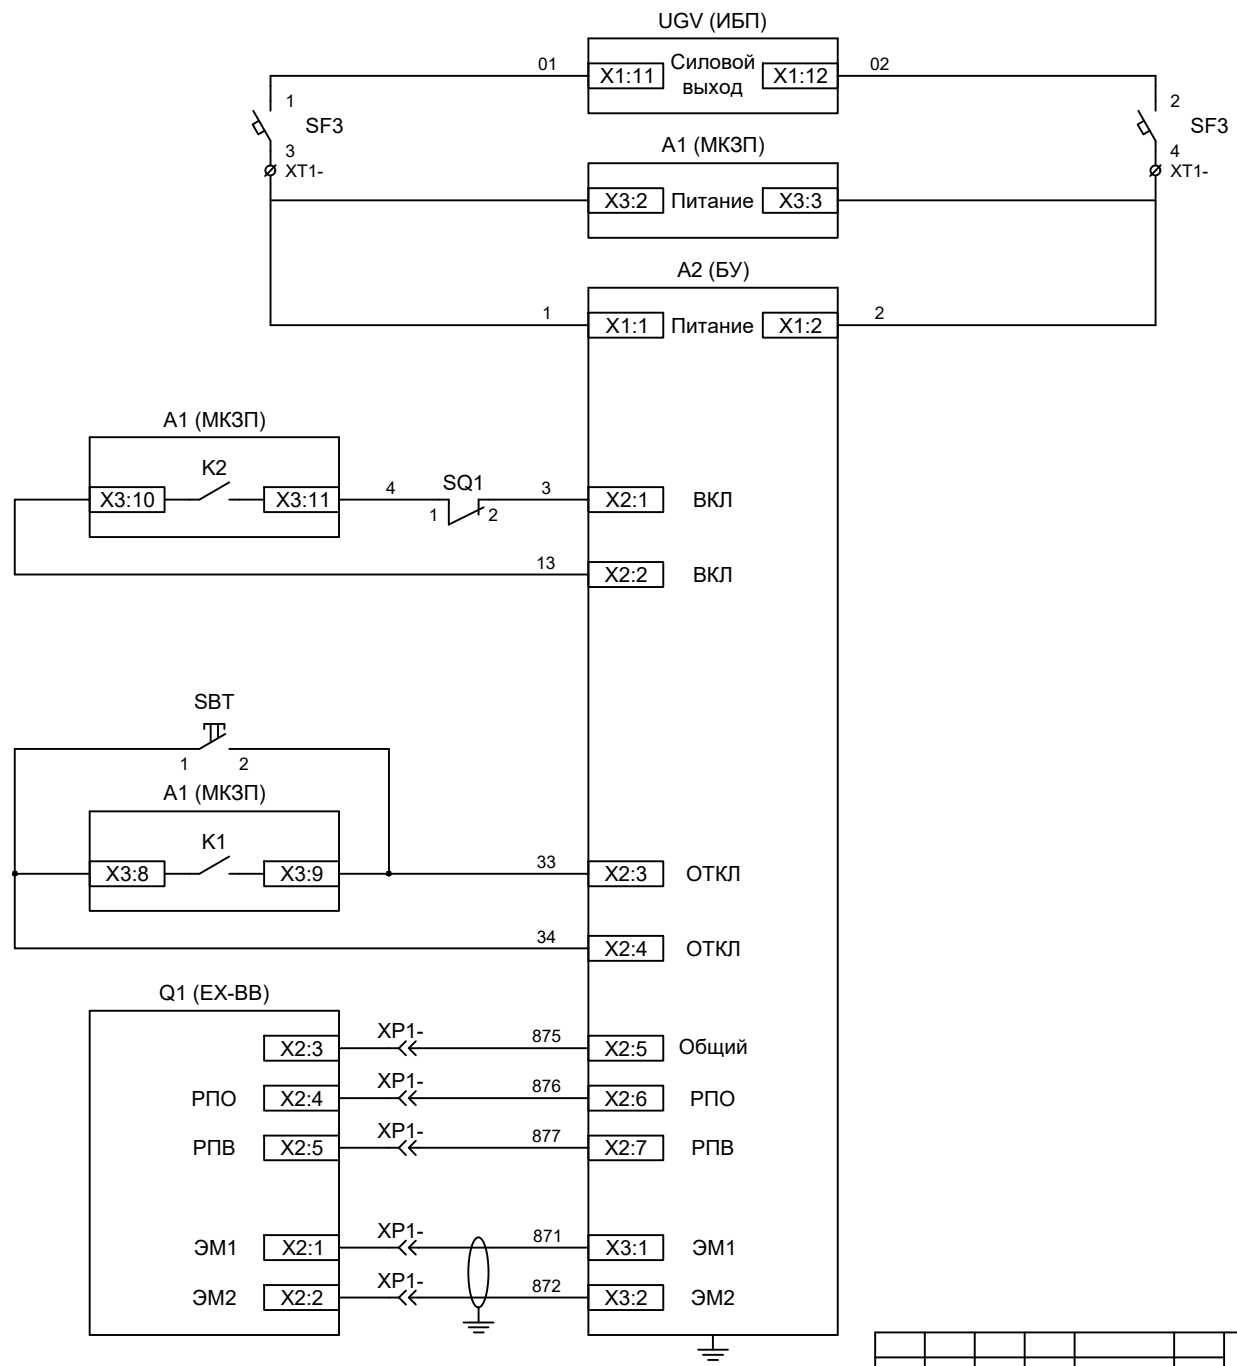 UGV (ИБП)
01 X1:11 Силовой выход X1:12 02
1 SF3 2 SF3
3 XT1- 4 XT1-
A1 (МКЗП)
X3:2 Питание X3:3
A2 (БУ)
1 X1:1 Питание X1:2 2
A1 (МКЗП)
K2
X3:10 X3:11 4 SQ1 1 2 3 X2:1 ВКЛ
13 X2:2 ВКЛ
SBT
1 2
A1 (МКЗП)
K1
X3:8 X3:9 33 X2:3 ОТКЛ
34 X2:4 ОТКЛ
Q1 (EX-BB)
X2:3 XP1- 875 X2:5 Общий
РПО X2:4 XP1- 876 X2:6 РПО
РПВ X2:5 XP1- 877 X2:7 РПВ
ЭМ1 X2:1 XP1- 871 X3:1 ЭМ1
ЭМ2 X2:2 XP1- 872 X3:2 ЭМ2